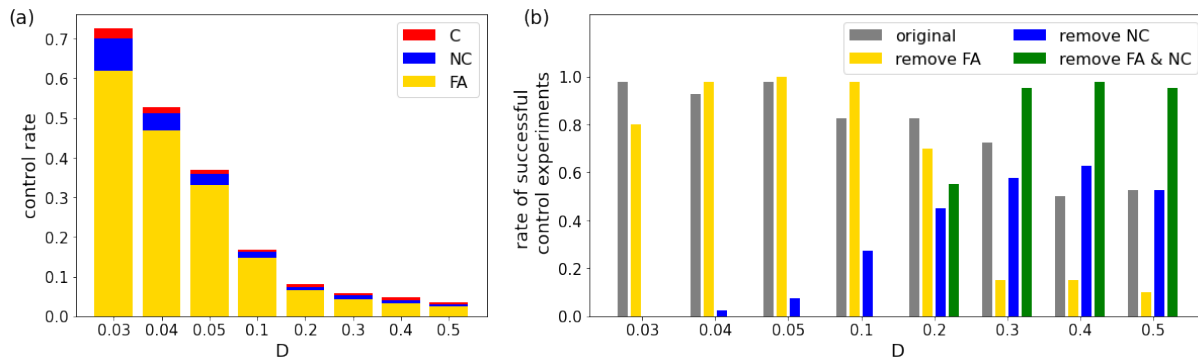 (a)
C
NC
FA
control rate
0.7
0.6
0.5
0.4
0.3
0.2
0.1
0.0
0.03 0.04 0.05 0.1 0.2 0.3 0.4 0.5
D
(b)
original
remove FA
remove NC
remove FA & NC
rate of successful
control experiments
1.0
0.8
0.6
0.4
0.2
0.0
0.03 0.04 0.05 0.1 0.2 0.3 0.4 0.5
D